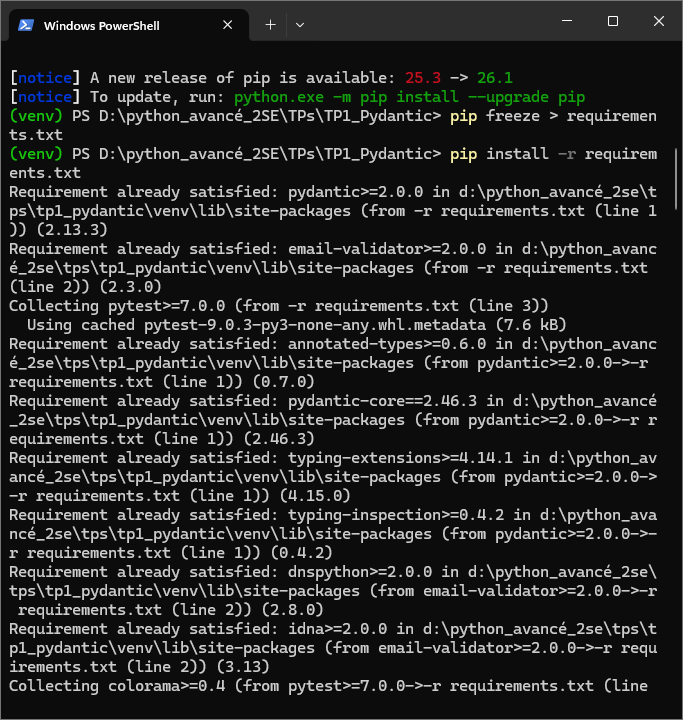 Windows PowerShell
[notice] A new release of pip is available: 25.3 -> 26.1
[notice] To update, run: python.exe -m pip install --upgrade pip
(venv) PS D:\python_avancé_2SE\TPs\TP1_Pydantic> pip freeze > requiremen
ts.txt
(venv) PS D:\python_avancé_2SE\TPs\TP1_Pydantic> pip install -r requirem
ents.txt
Requirement already satisfied: pydantic>=2.0.0 in d:\python_avancé_2se\t
ps\tp1_pydantic\venv\lib\site-packages (from -r requirements.txt (line 1
)) (2.13.3)
Requirement already satisfied: email-validator>=2.0.0 in d:\python_avanc
é_2se\tps\tp1_pydantic\venv\lib\site-packages (from -r requirements.txt
(line 2)) (2.3.0)
Collecting pytest>=7.0.0 (from -r requirements.txt (line 3))
  Using cached pytest-9.0.3-py3-none-any.whl.metadata (7.6 kB)
Requirement already satisfied: annotated-types>=0.6.0 in d:\python_avanc
é_2se\tps\tp1_pydantic\venv\lib\site-packages (from pydantic>=2.0.0->-r
requirements.txt (line 1)) (0.7.0)
Requirement already satisfied: pydantic-core==2.46.3 in d:\python_avancé
_2se\tps\tp1_pydantic\venv\lib\site-packages (from pydantic>=2.0.0->-r r
equirements.txt (line 1)) (2.46.3)
Requirement already satisfied: typing-extensions>=4.14.1 in d:\python_av
ancé_2se\tps\tp1_pydantic\venv\lib\site-packages (from pydantic>=2.0.0->
-r requirements.txt (line 1)) (4.15.0)
Requirement already satisfied: typing-inspection>=0.4.2 in d:\python_ava
ncé_2se\tps\tp1_pydantic\venv\lib\site-packages (from pydantic>=2.0.0->-
r requirements.txt (line 1)) (0.4.2)
Requirement already satisfied: dnspython>=2.0.0 in d:\python_avancé_2se\
tps\tp1_pydantic\venv\lib\site-packages (from email-validator>=2.0.0->-r
 requirements.txt (line 2)) (2.8.0)
Requirement already satisfied: idna>=2.0.0 in d:\python_avancé_2se\tps\t
p1_pydantic\venv\lib\site-packages (from email-validator>=2.0.0->-r requ
irements.txt (line 2)) (3.13)
Collecting colorama>=0.4 (from pytest>=7.0.0->-r requirements.txt (line